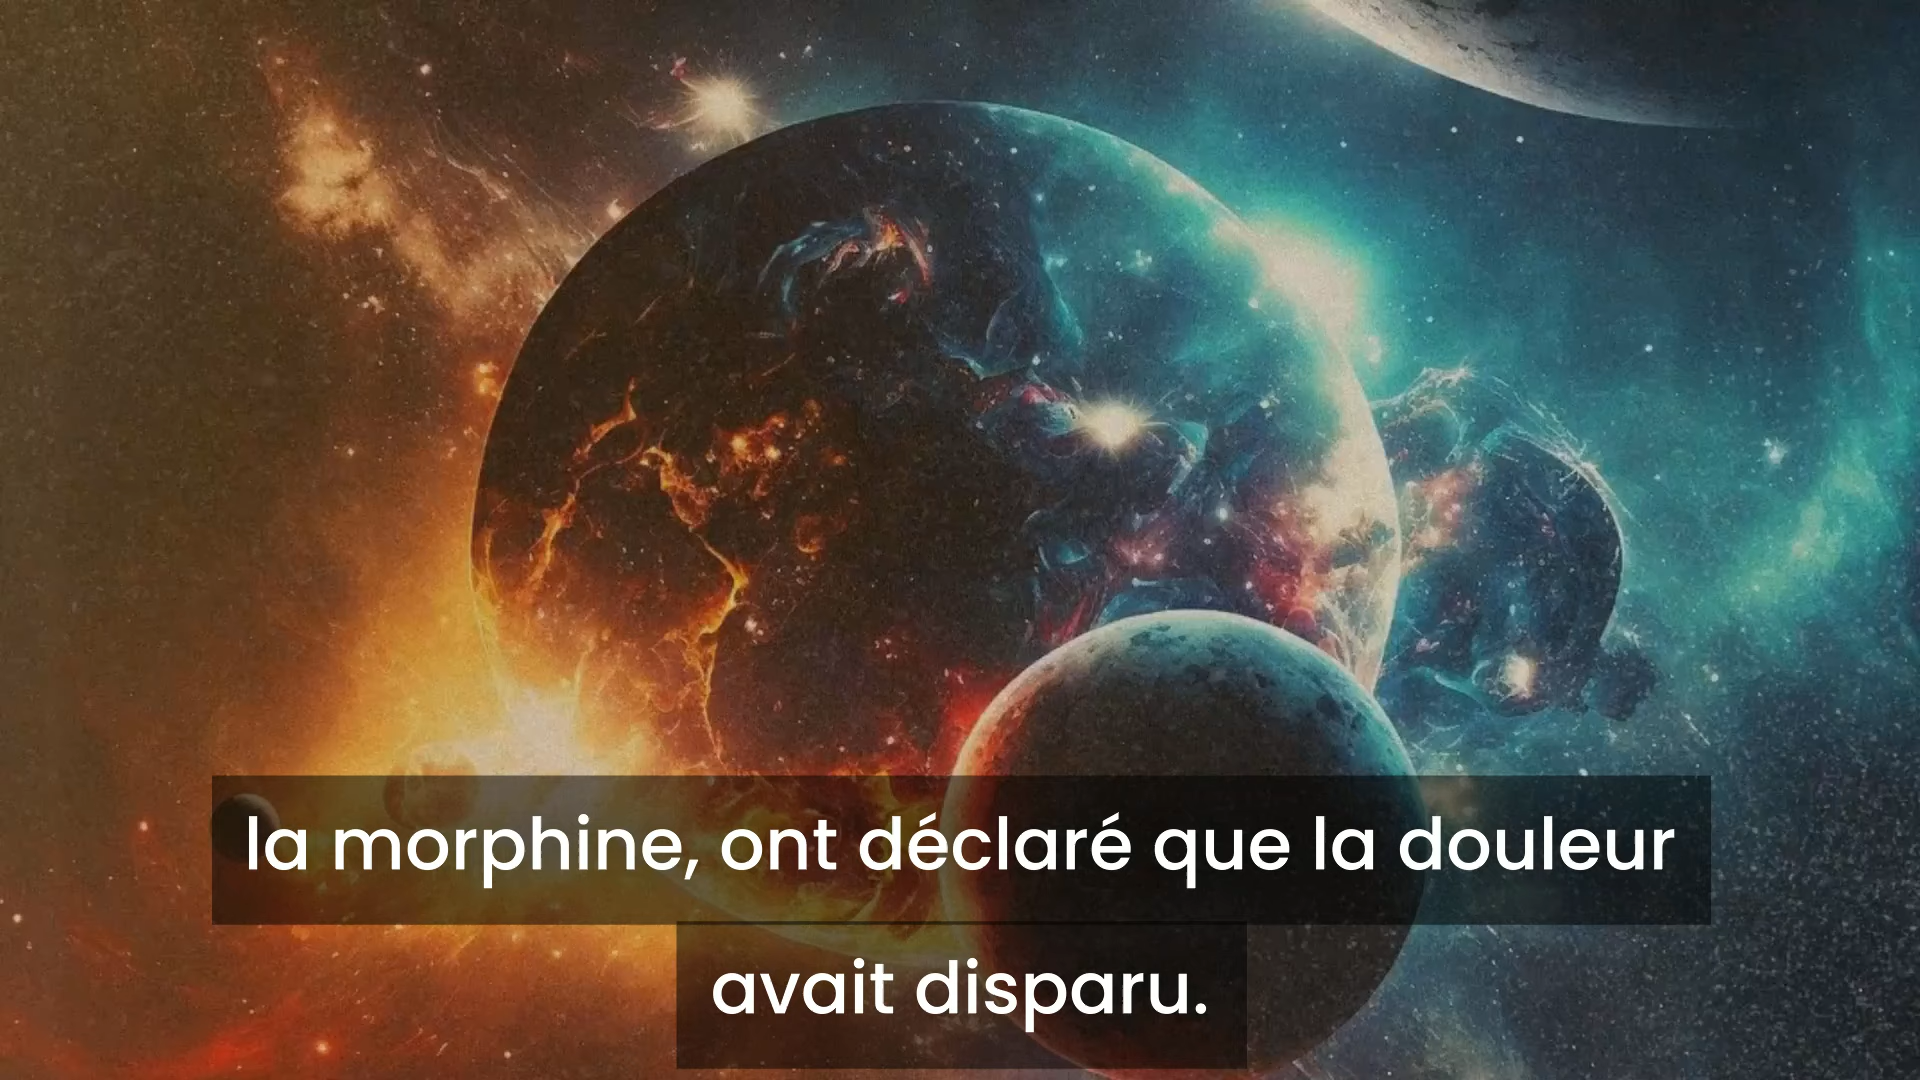 la morphine, ont déclaré que la douleur
avait disparu.